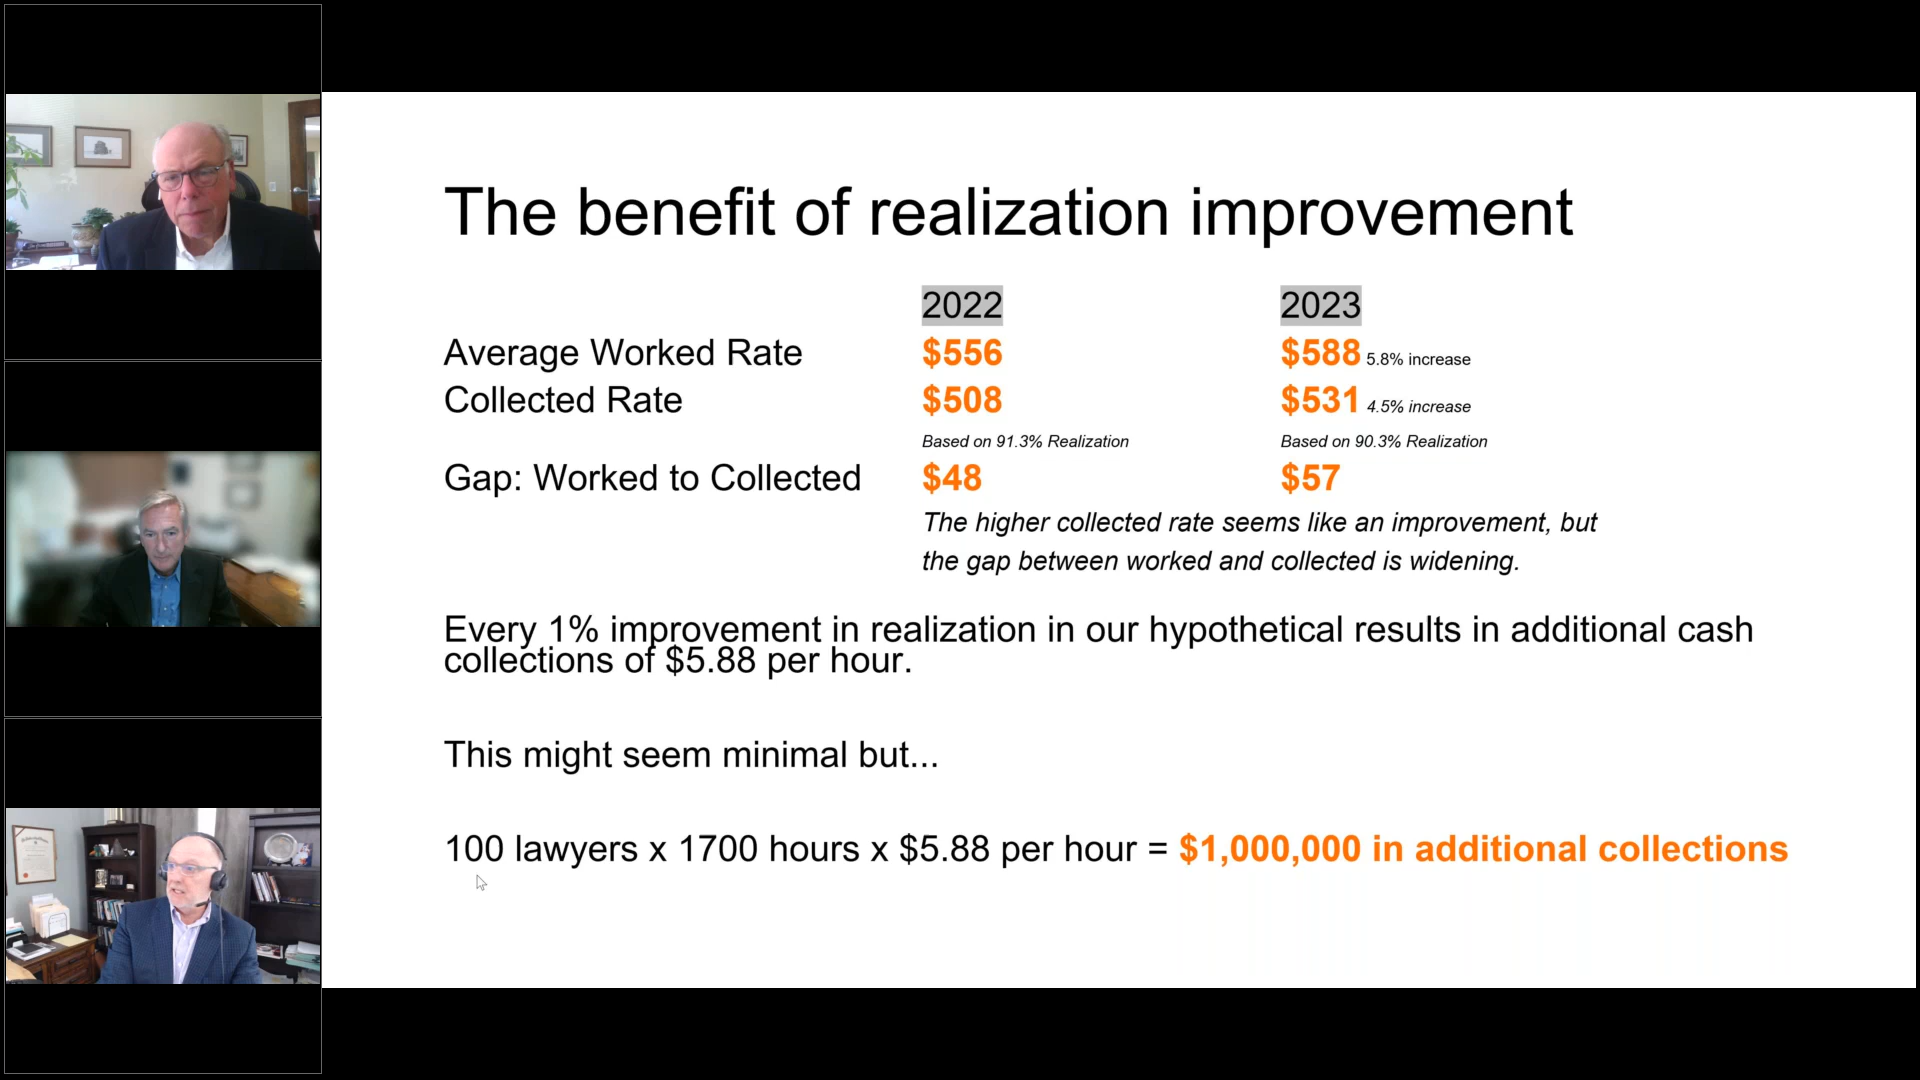 The benefit of realization improvement
2022 2023
Average Worked Rate $556 $588 5.8% increase
Collected Rate $508 $531 4.5% increase
Based on 91.3% Realization Based on 90.3% Realization
Gap: Worked to Collected $48 $57
The higher collected rate seems like an improvement, but
the gap between worked and collected is widening.
Every 1% improvement in realization in our hypothetical results in additional cash
collections of $5.88 per hour.
This might seem minimal but...
100 lawyers x 1700 hours x $5.88 per hour = $1,000,000 in additional collections